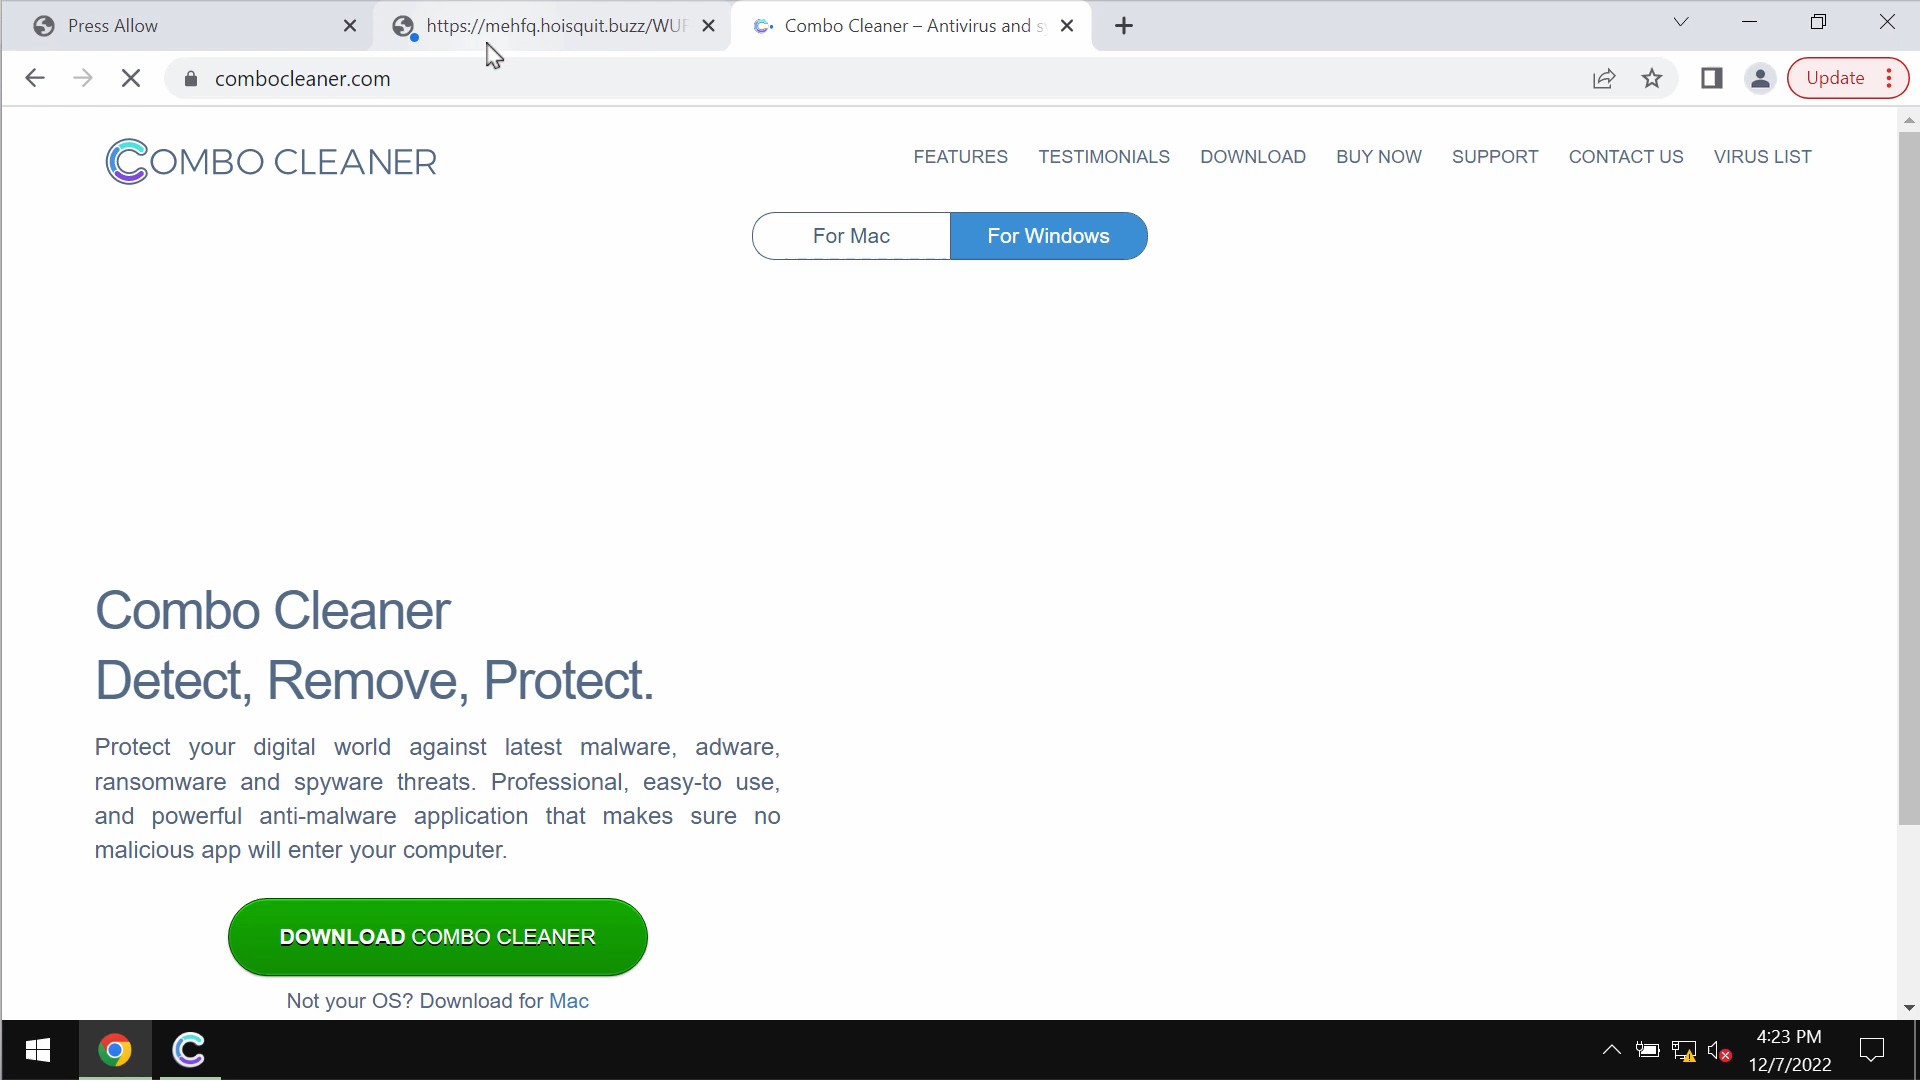 Press Allow
https://mehfq.hoisquit.buzz/WUF
Combo Cleaner – Antivirus and sy
combocleaner.com
Update
COMBO CLEANER
FEATURES
TESTIMONIALS
DOWNLOAD
BUY NOW
SUPPORT
CONTACT US
VIRUS LIST
For Mac
For Windows
Combo Cleaner
Detect, Remove, Protect.
Protect your digital world against latest malware, adware,
ransomware and spyware threats. Professional, easy-to use,
and powerful anti-malware application that makes sure no
malicious app will enter your computer.
DOWNLOAD COMBO CLEANER
Not your OS? Download for Mac
4:23 PM
12/7/2022